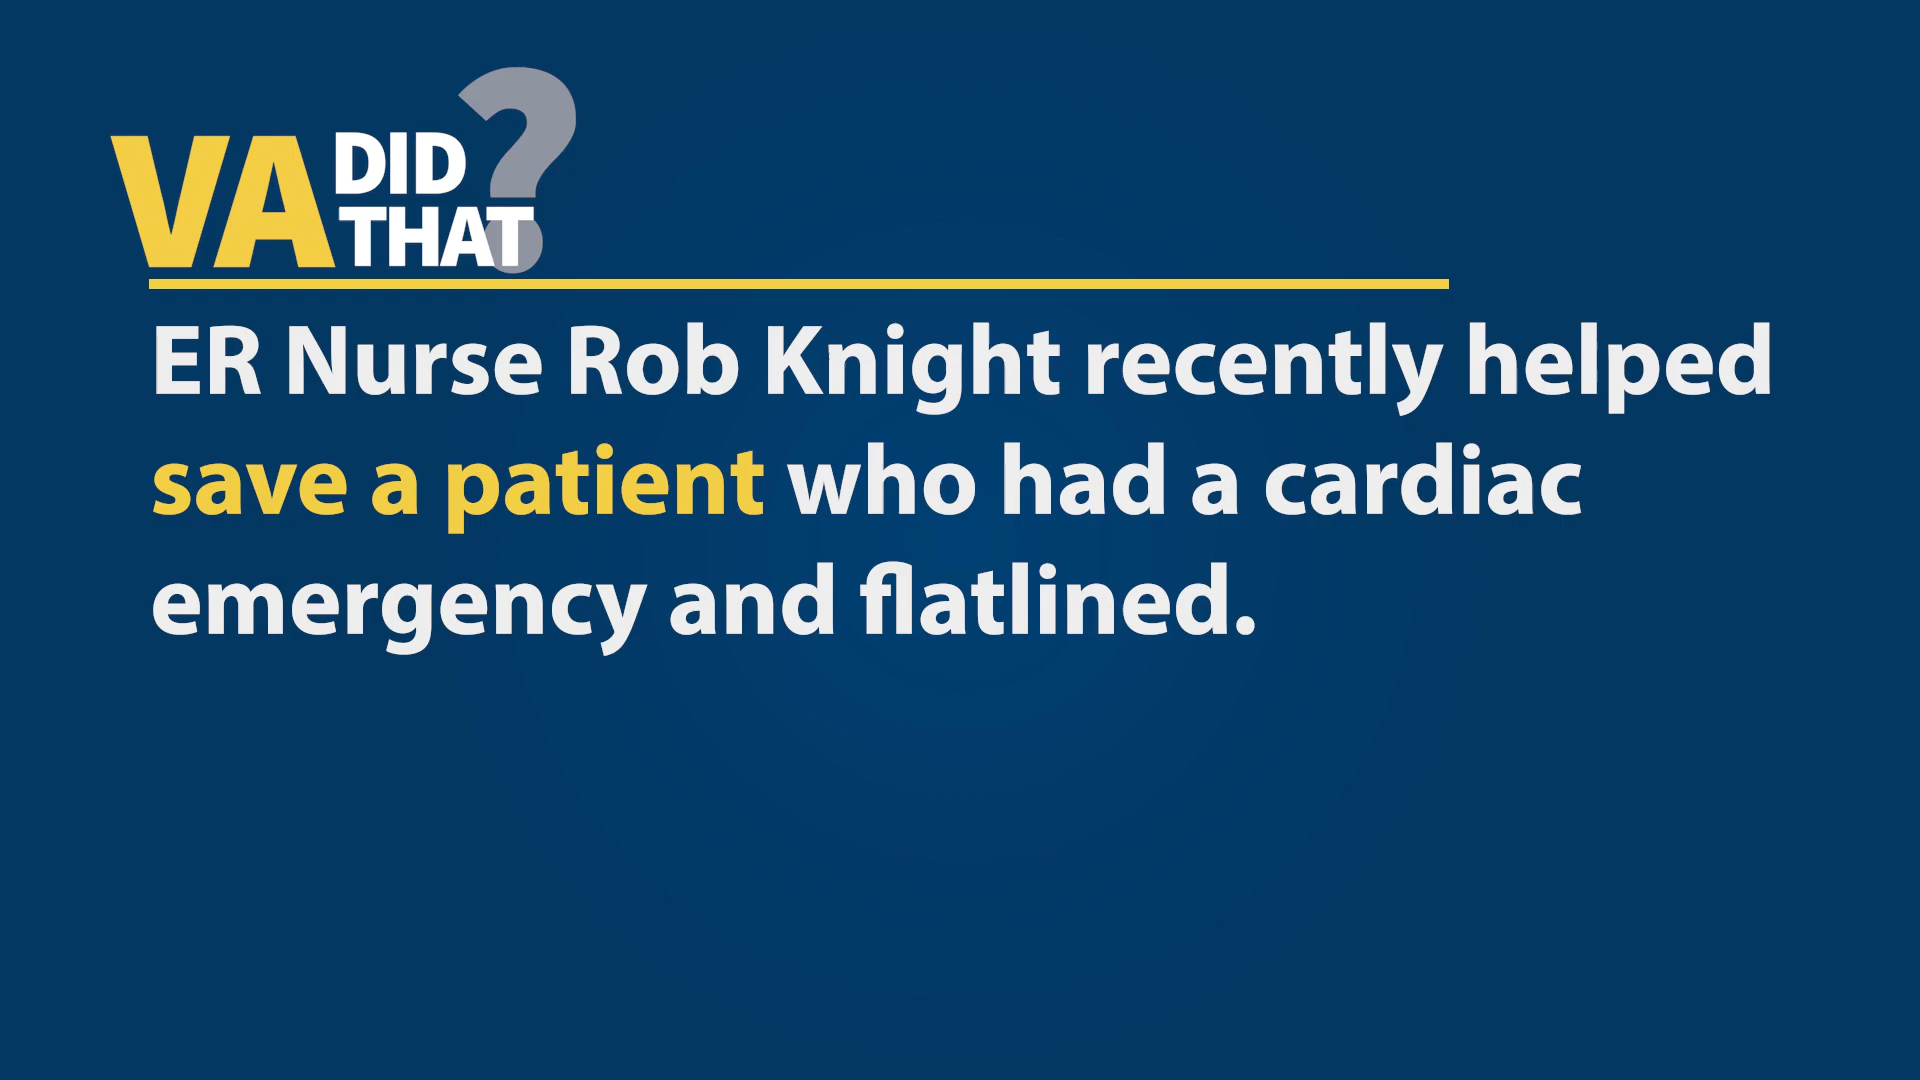 VA DID THAT?
ER Nurse Rob Knight recently helped
save a patient who had a cardiac
emergency and flatlined.